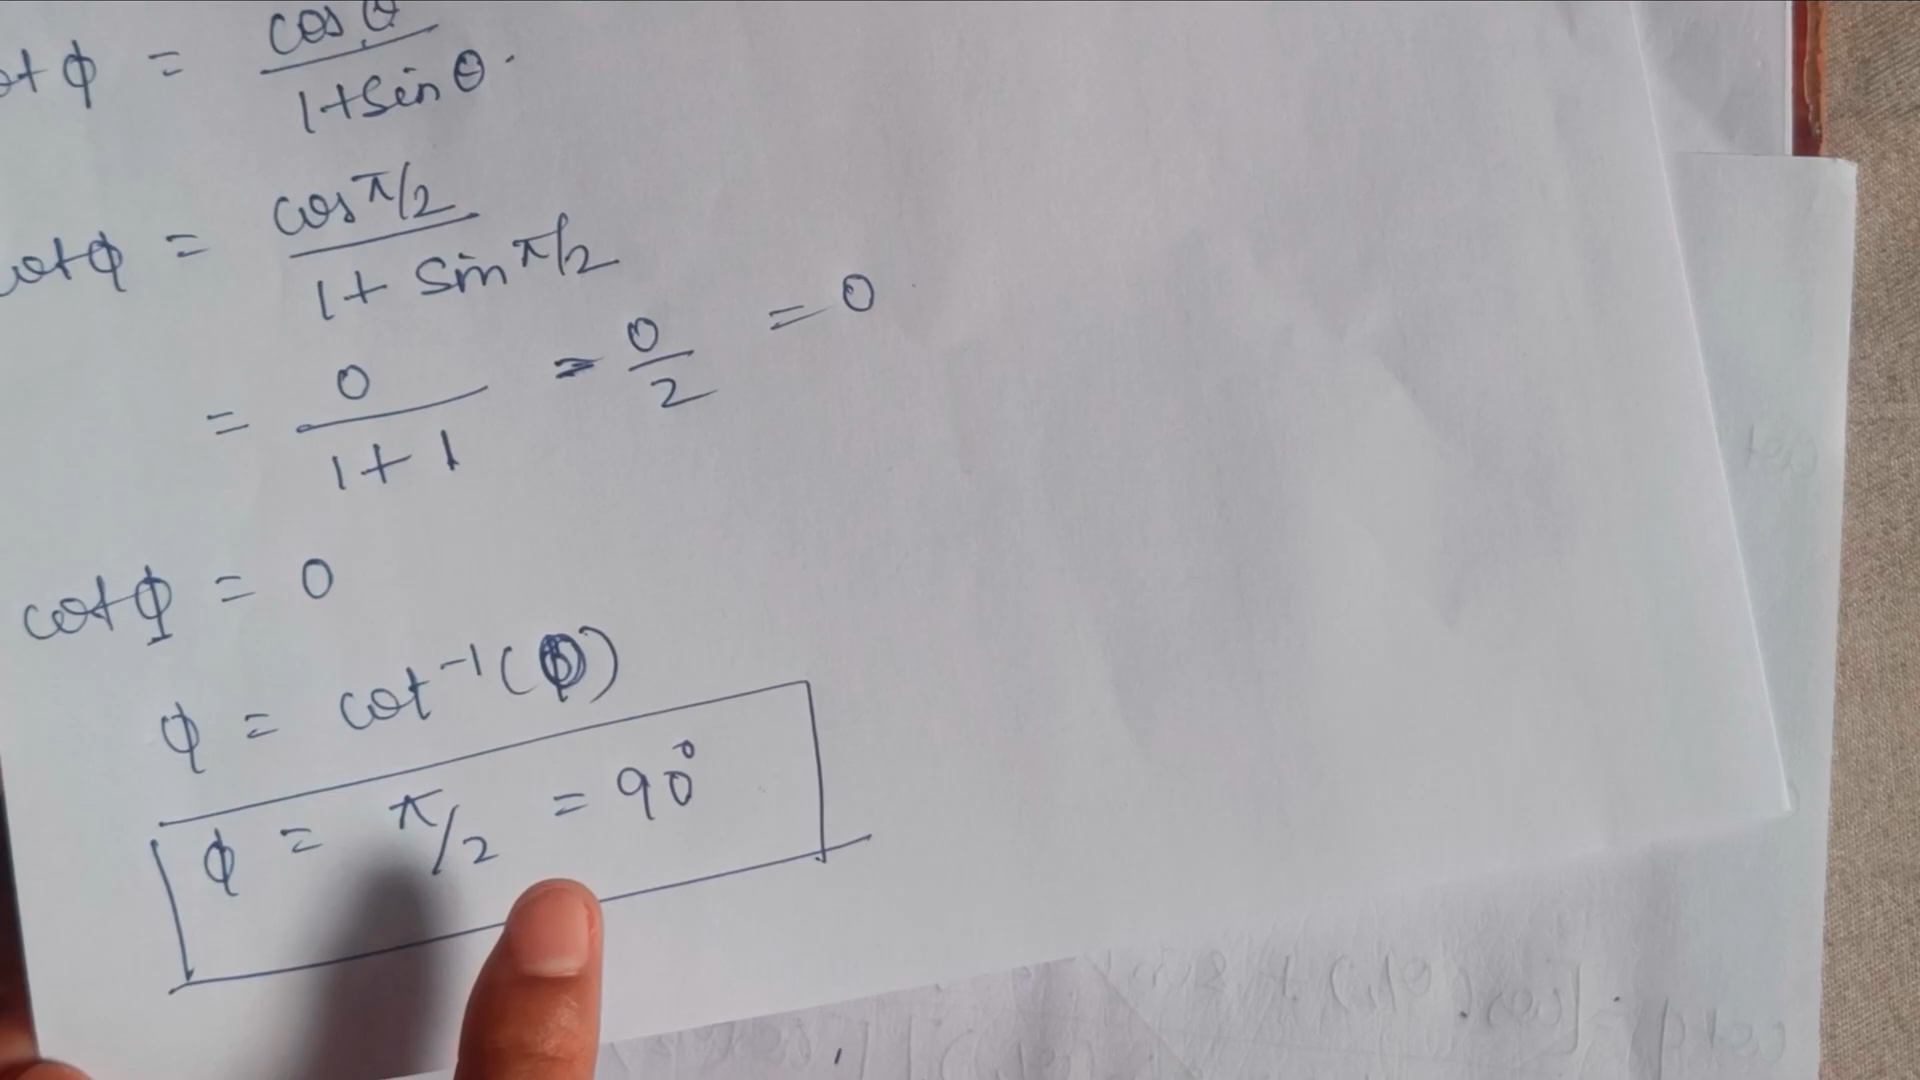 ot φ = cos θ / 1+sin θ.
cot φ = cos π/2 / 1+ sin π/2
= 0 / 1+1 = 0/2 = 0
cot φ = 0
φ = cot⁻¹(0)
φ = π/2 = 90°